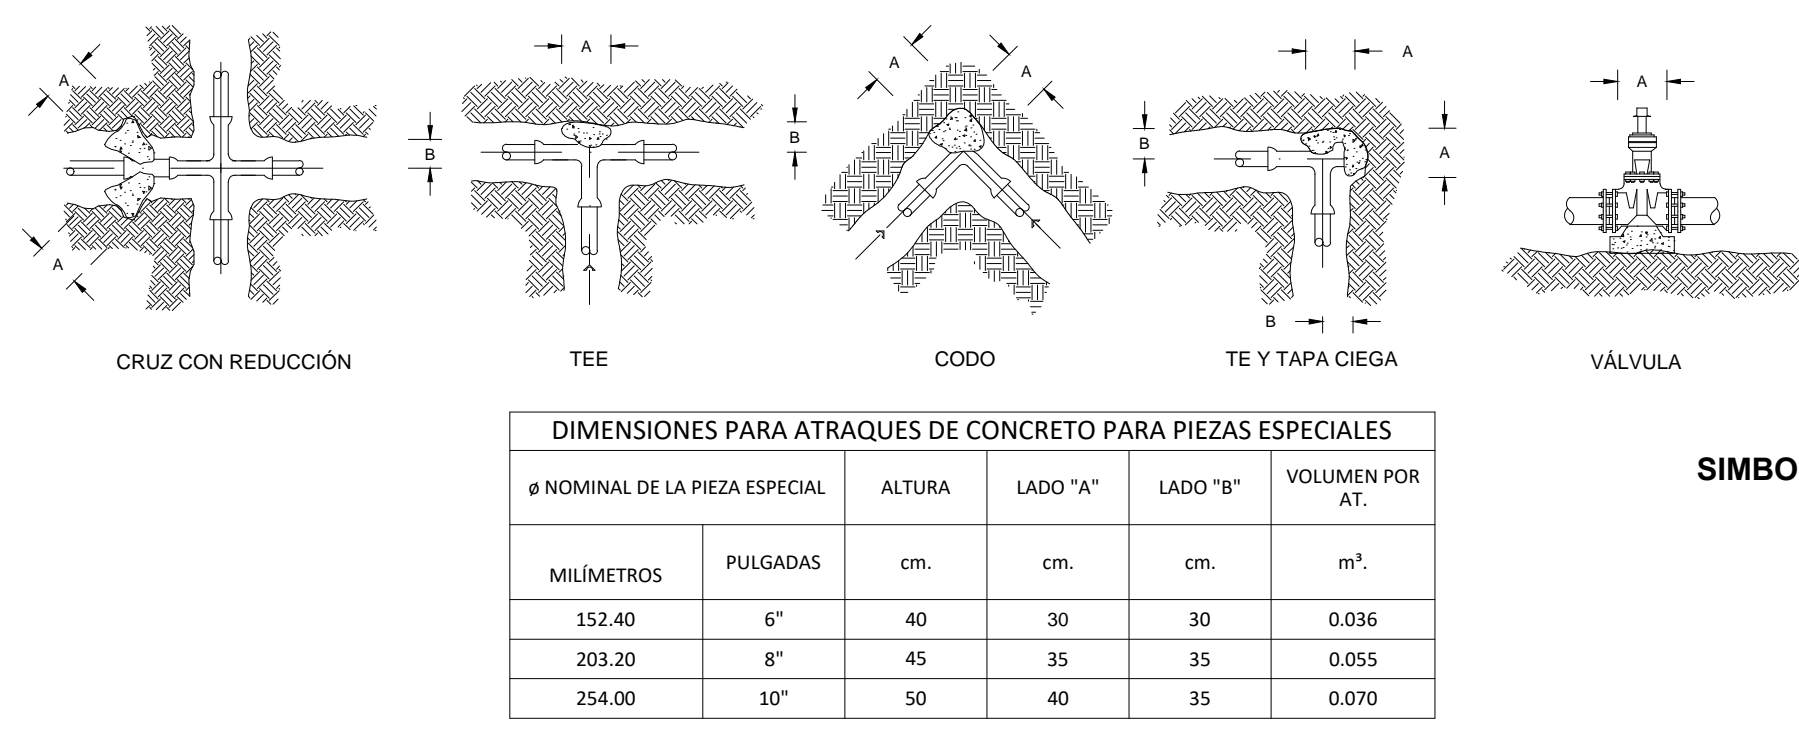 A
A
B
CRUZ CON REDUCCIÓN
A
B
TEE
A
A
CODO
A
B
A
B
TE Y TAPA CIEGA
A
VÁLVULA
DIMENSIONES PARA ATRAQUES DE CONCRETO PARA PIEZAS ESPECIALES
ø NOMINAL DE LA PIEZA ESPECIAL ALTURA LADO "A" LADO "B" VOLUMEN POR
AT.
MILÍMETROS PULGADAS cm. cm. cm. m³.
152.40 6" 40 30 30 0.036
203.20 8" 45 35 35 0.055
254.00 10" 50 40 35 0.070
SIMBO